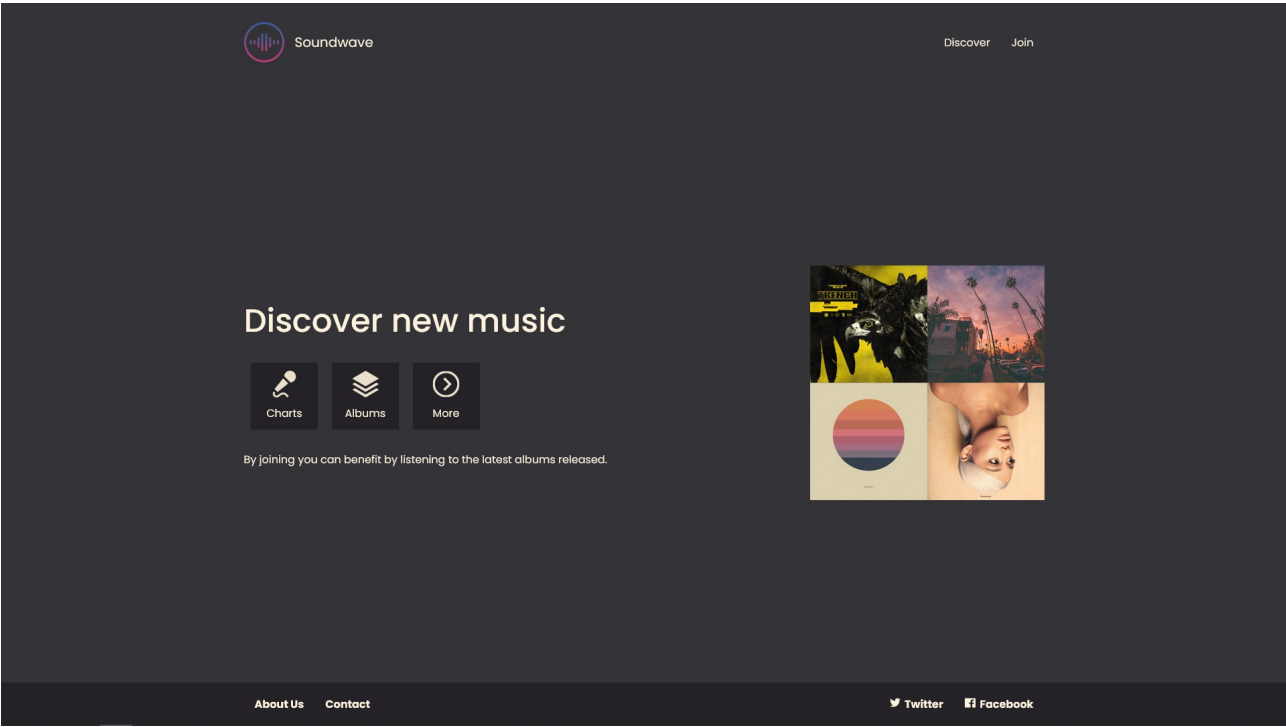 Soundwave
Discover Join
Discover new music
TRENCH
Charts Albums More
By joining you can benefit by listening to the latest albums released.
About Us Contact
Twitter Facebook